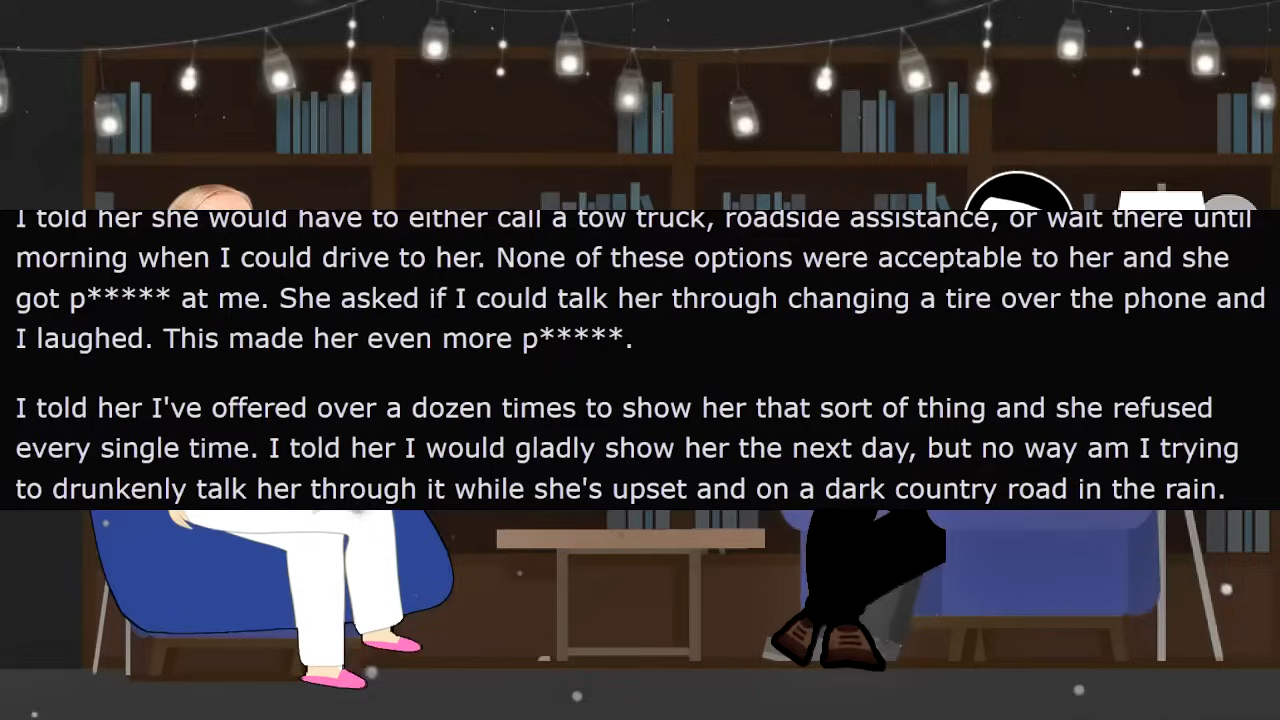 I told her she would have to either call a tow truck, roadside assistance, or wait there until
morning when I could drive to her. None of these options were acceptable to her and she
got p***** at me. She asked if I could talk her through changing a tire over the phone and
I laughed. This made her even more p*****.
I told her I've offered over a dozen times to show her that sort of thing and she refused
every single time. I told her I would gladly show her the next day, but no way am I trying
to drunkenly talk her through it while she's upset and on a dark country road in the rain.